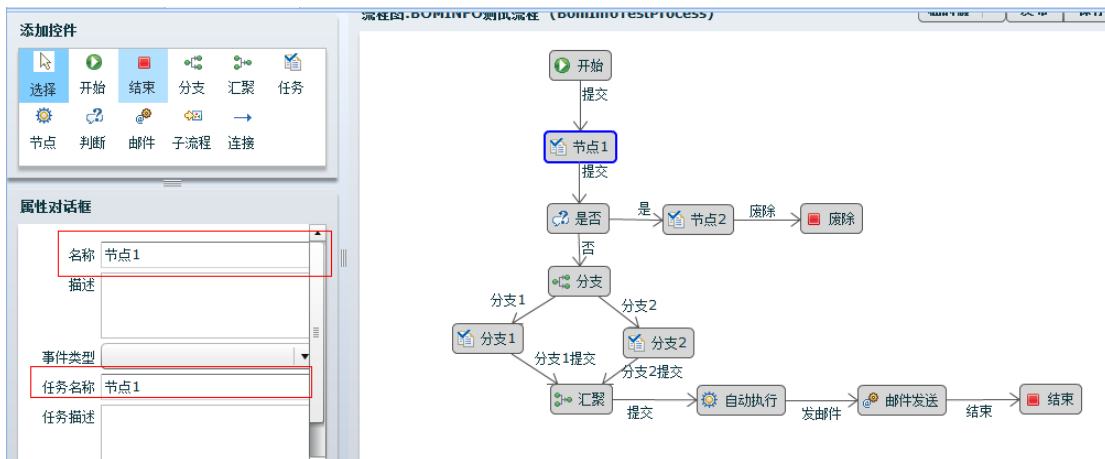 流程图:BOMINFO测试流程 (BomInfoTestProcess)
添加控件
选择 开始 结束 分支 汇聚 任务
节点 判断 邮件 子流程 连接
属性对话框
名称 节点1
描述
事件类型
任务名称 节点1
任务描述
开始
提交
节点1
提交
是否 是 节点2 废除 废除
否
分支
分支1 分支2
分支1 分支2
分支1提交 分支2提交
汇聚 提交 自动执行 发邮件 邮件发送 结束 结束